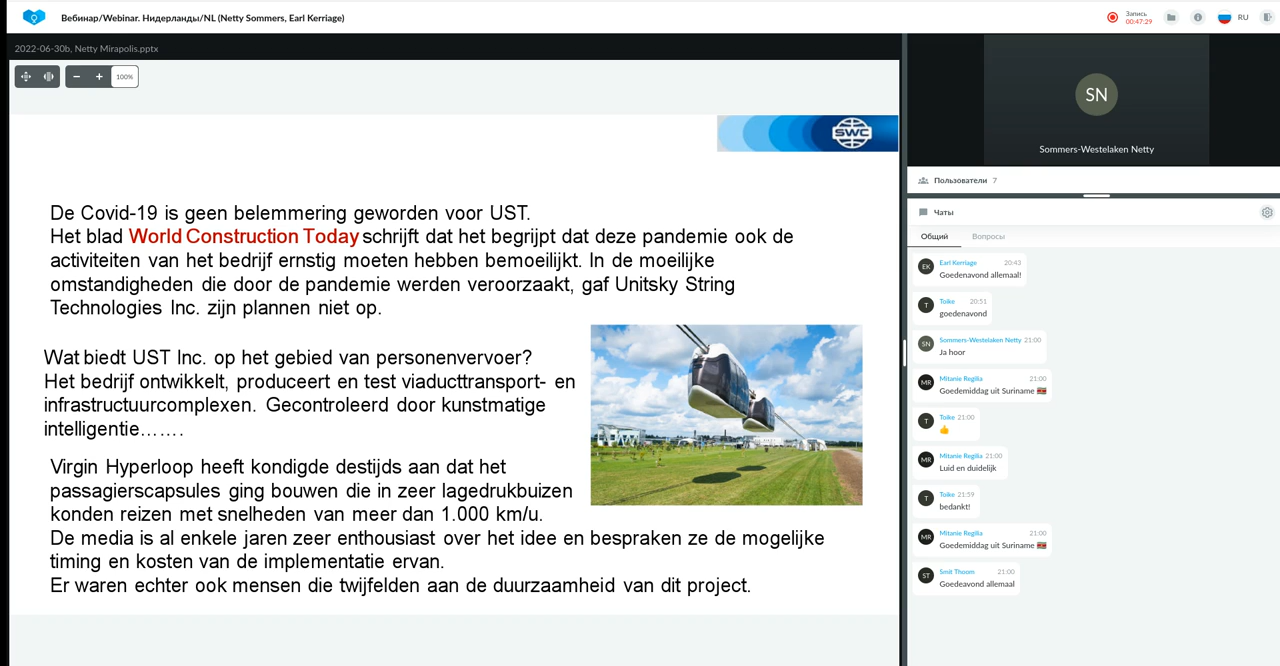 Вебинар/Webinar. Нидерланды/NL (Netty Sommers, Earl Kerriage)
Запись
00:47:29
RU
2022-06-30b, Netty Mirapolis.pptx
100%
SWC
De Covid-19 is geen belemmering geworden voor UST.
Het blad World Construction Today schrijft dat het begrijpt dat deze pandemie ook de
activiteiten van het bedrijf ernstig moeten hebben bemoeilijkt. In de moeilijke
omstandigheden die door de pandemie werden veroorzaakt, gaf Unitsky String
Technologies Inc. zijn plannen niet op.
Wat biedt UST Inc. op het gebied van personenvervoer?
Het bedrijf ontwikkelt, produceert en test viaducttransport- en
infrastructuurcomplexen. Gecontroleerd door kunstmatige
intelligentie…….
Virgin Hyperloop heeft kondigde destijds aan dat het
passagierscapsules ging bouwen die in zeer lagedrukbuizen
konden reizen met snelheden van meer dan 1.000 km/u.
De media is al enkele jaren zeer enthousiast over het idee en bespraken ze de mogelijke
timing en kosten van de implementatie ervan.
Er waren echter ook mensen die twijfelden aan de duurzaamheid van dit project.
SN
Sommers-Westelaken Netty
Пользователи 7
Чаты
Общий Вопросы
EK Earl Kerriage 20:43
Goedenavond allemaal!
T Toike 20:51
goedenavond
SN Sommers-Westelaken Netty 21:00
Ja hoor
MR Mitanie Regilia 21:00
Goedemiddag uit Suriname 🇸🇷
T Toike 21:00
👍
MR Mitanie Regilia 21:00
Luid en duidelijk
T Toike 21:59
bedankt!
MR Mitanie Regilia 21:00
Goedemiddag uit Suriname 🇸🇷
ST Smit Thoom 21:00
Goedeavond allemaal